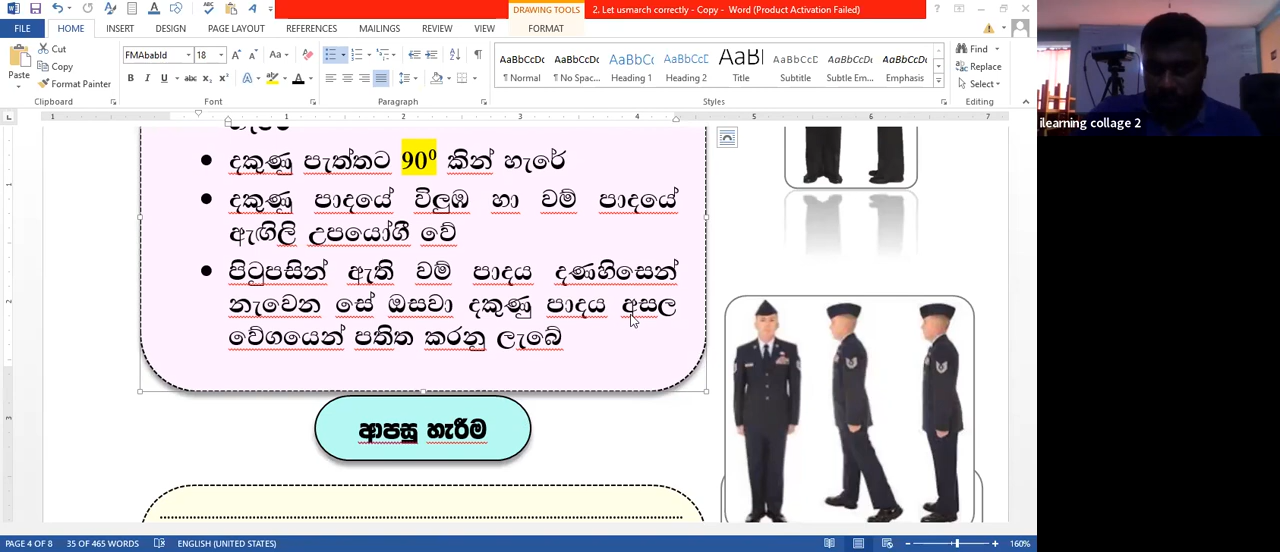 DRAWING TOOLS
2. Let usmarch correctly - Copy - Word (Product Activation Failed)
FILE HOME INSERT DESIGN PAGE LAYOUT REFERENCES MAILINGS REVIEW VIEW FORMAT
Paste
Cut
Copy
Format Painter
FMAbabld 18
Clipboard Font Paragraph Styles Editing
AaBbCcDc AaBbCcDc AaBbCc AaBbCcD AaBI AaBbCcD AaBbCcDc AaBbCcDc
¶ Normal ¶ No Spac... Heading 1 Heading 2 Title Subtitle Subtle Em... Emphasis
Find
Replace
Select
ilearning collage 2
• දකුණු පැත්තට 90⁰ කින් හැරේ
• දකුණු පාදයේ විලුඹ හා වම් පාදයේ
ඇඟිලි උපයෝගී වේ
• පිටුපසින් ඇති වම් පාදය දණහිසෙන්
නැවෙන සේ ඔසවා දකුණු පාදය අසල
වේගයෙන් පතිත කරනු ලැබේ
ආපසු හැරීම
PAGE 4 OF 8 35 OF 465 WORDS ENGLISH (UNITED STATES) 160%